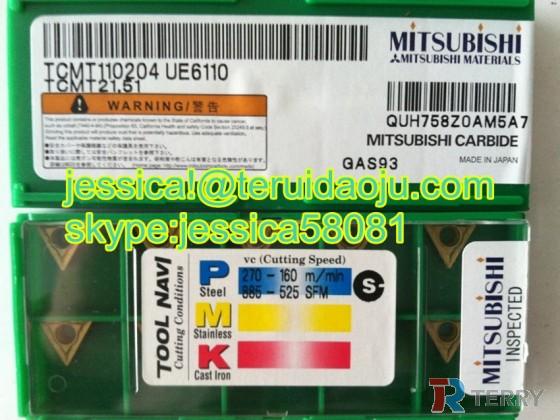 MITSUBISHI
MITSUBISHI MATERIALS
TCMT110204 UE6110
TCMT21.51
WARNING/警告
QUH758Z0AM5A7
MITSUBISHI CARBIDE
GAS93
MADE IN JAPAN
jessica!@teruidaoju.com
skype:jessica58081
TOOL NAVI
Cutting Conditions
vc (Cutting Speed)
P
Steel
270 - 160 m/min
885 - 525 SFM
S
M
Stainless
K
Cast Iron
MITSUBISHI
INSPECTED
TR TERRY